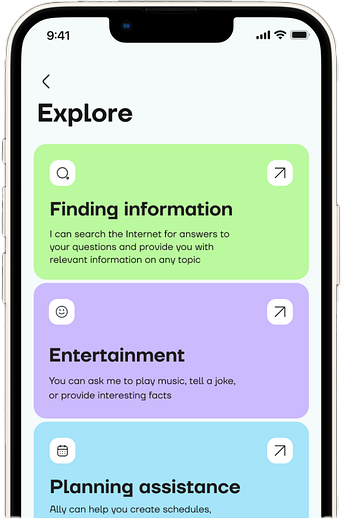 9:41
Explore
Finding information
I can search the Internet for answers to
your questions and provide you with
relevant information on any topic
Entertainment
You can ask me to play music, tell a joke,
or provide interesting facts
Planning assistance
Ally can help you create schedules,